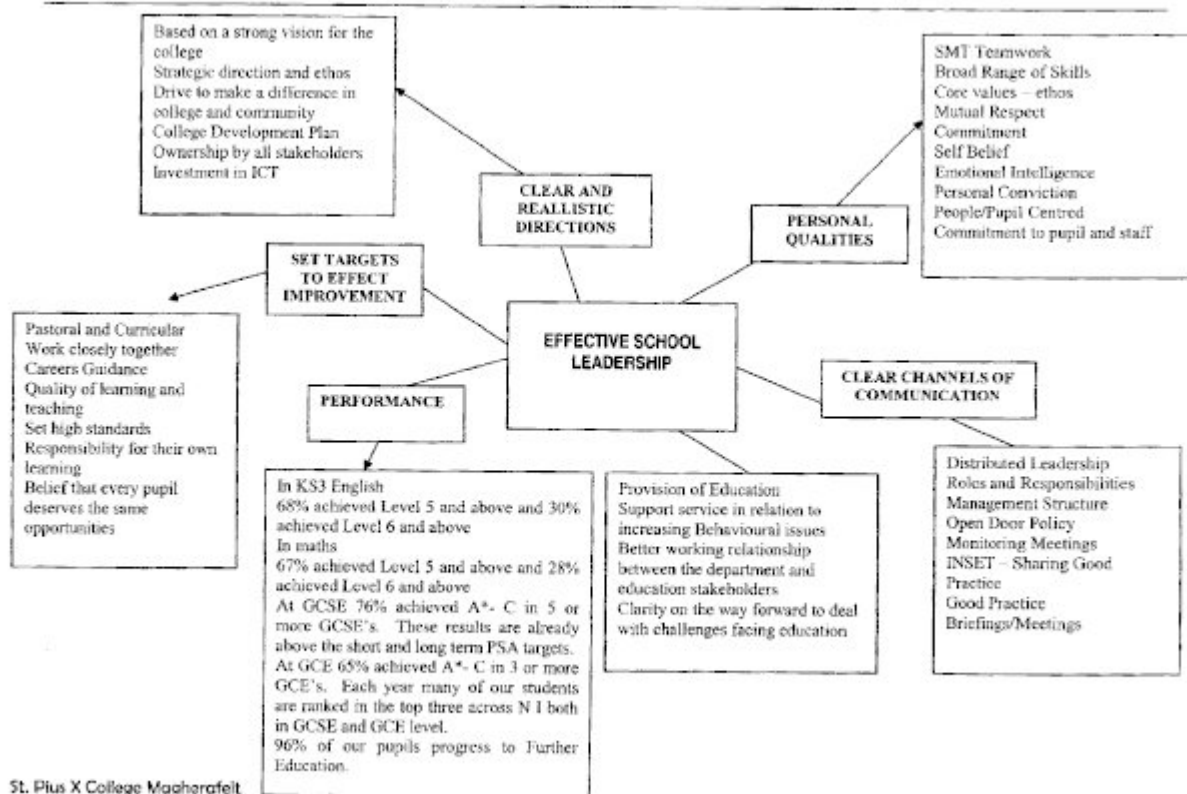 Based on a strong vision for the
college
Strategic direction and ethos
Drive to make a difference in
college and community
College Development Plan
Ownership by all stakeholders
Investment in ICT
SMT Teamwork
Broad Range of Skills
Core values – ethos
Mutual Respect
Commitment
Self Belief
Emotional Intelligence
Personal Conviction
People/Pupil Centred
Commitment to pupil and staff
CLEAR AND
REALLISTIC
DIRECTIONS
PERSONAL
QUALITIES
SET TARGETS
TO EFFECT
IMPROVEMENT
EFFECTIVE SCHOOL
LEADERSHIP
Pastoral and Curricular
Work closely together
Careers Guidance
Quality of learning and
teaching
Set high standards
Responsibility for their own
learning
Belief that every pupil
deserves the same
opportunities
PERFORMANCE
CLEAR CHANNELS OF
COMMUNICATION
In KS3 English
68% achieved Level 5 and above and 30%
achieved Level 6 and above
In maths
67% achieved Level 5 and above and 28%
achieved Level 6 and above
At GCSE 76% achieved A*- C in 5 or
more GCSE's. These results are already
above the short and long term PSA targets.
At GCE 65% achieved A*- C in 3 or more
GCE's. Each year many of our students
are ranked in the top three across N I both
in GCSE and GCE level.
96% of our pupils progress to Further
Education.
Provision of Education
Support service in relation to
increasing Behavioural issues
Better working relationship
between the department and
education stakeholders
Clarity on the way forward to deal
with challenges facing education
Distributed Leadership
Roles and Responsibilities
Management Structure
Open Door Policy
Monitoring Meetings
INSET – Sharing Good
Practice
Good Practice
Briefings/Meetings
St. Pius X College Magherafelt